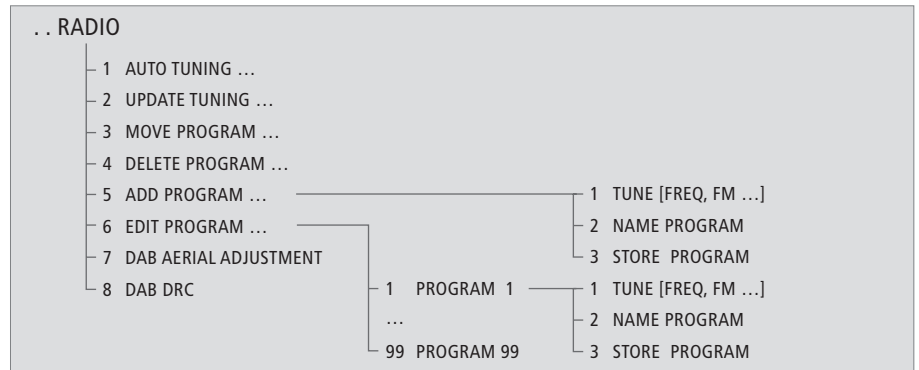 . . RADIO
1 AUTO TUNING …
2 UPDATE TUNING …
3 MOVE PROGRAM …
4 DELETE PROGRAM …
5 ADD PROGRAM …
1 TUNE [FREQ, FM …]
2 NAME PROGRAM
3 STORE PROGRAM
6 EDIT PROGRAM …
7 DAB AERIAL ADJUSTMENT
8 DAB DRC
1 PROGRAM 1
…
99 PROGRAM 99
1 TUNE [FREQ, FM …]
2 NAME PROGRAM
3 STORE PROGRAM